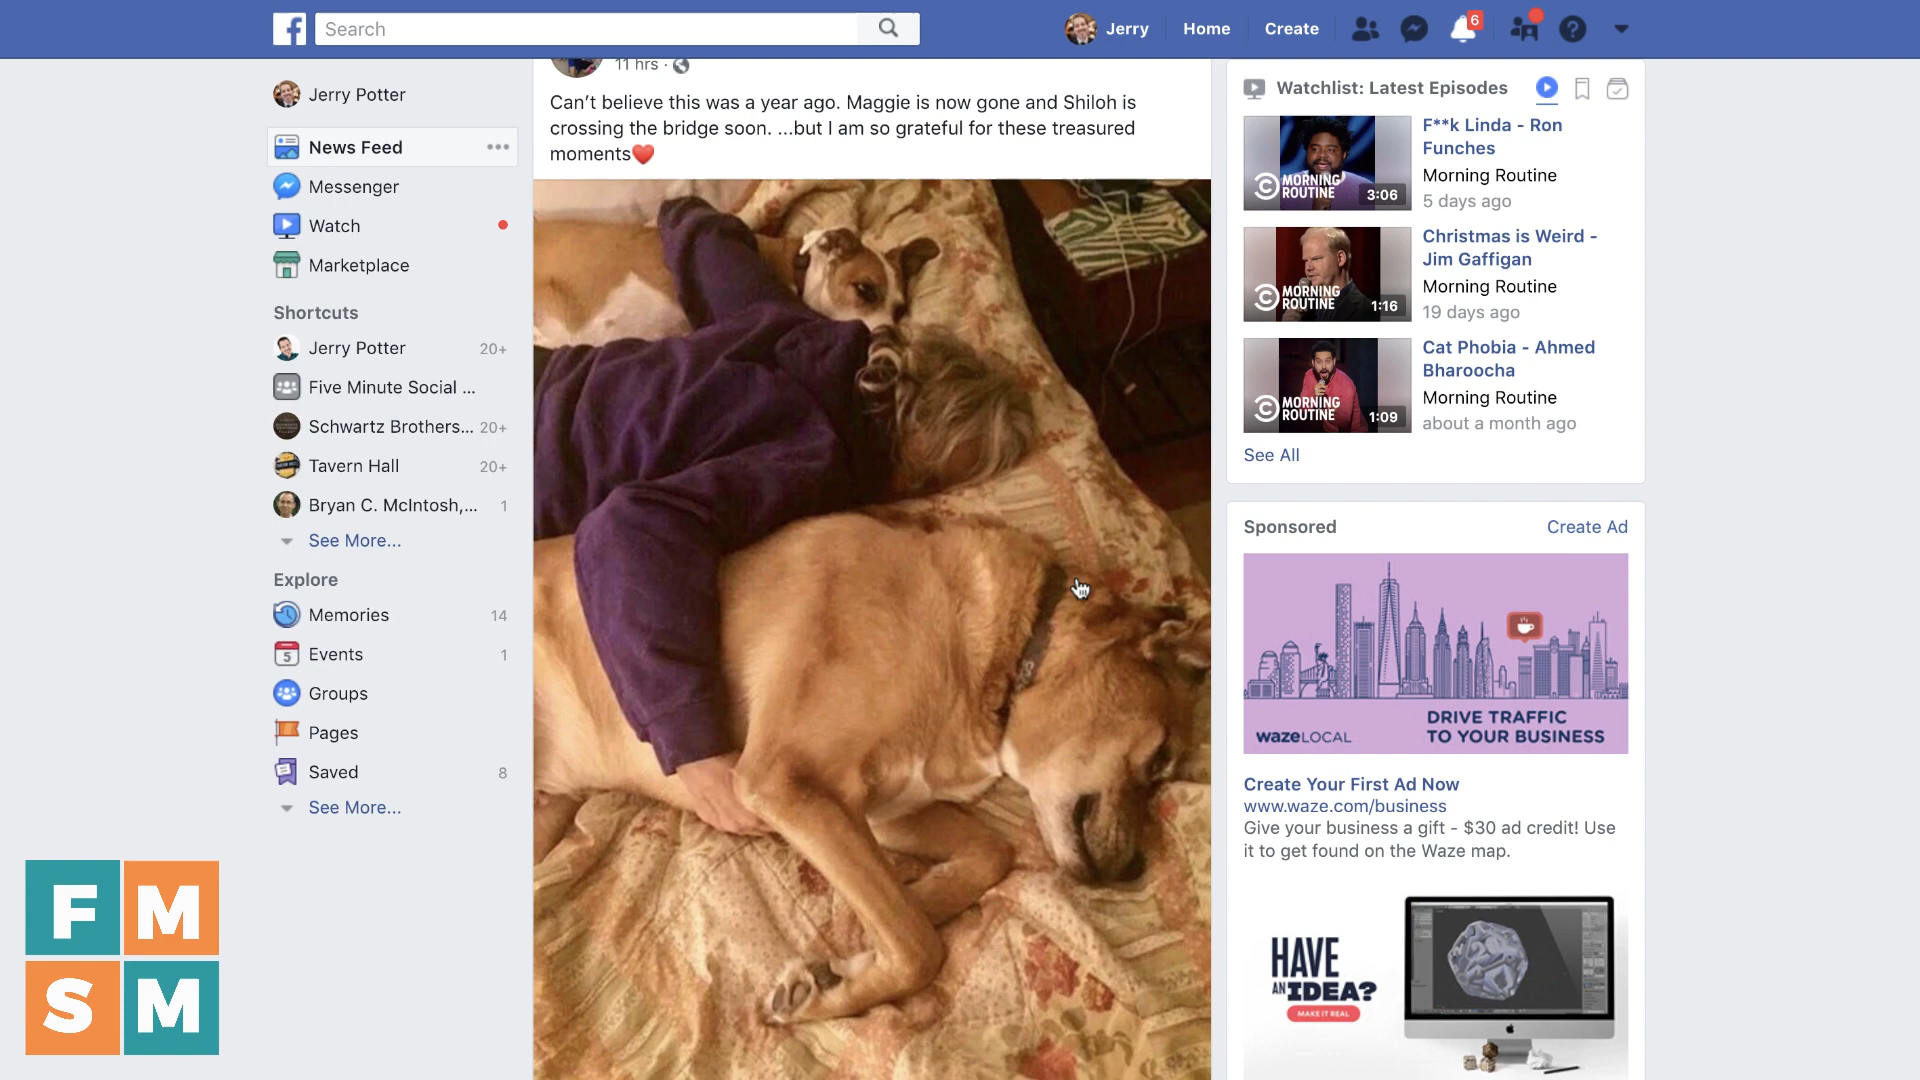 Search
Jerry
Home
Create
6
Jerry Potter
News Feed
Messenger
Watch
Marketplace
Shortcuts
Jerry Potter 20+
Five Minute Social ...
Schwartz Brothers... 20+
Tavern Hall 20+
Bryan C. McIntosh,... 1
See More...
Explore
Memories 14
5
Events 1
Groups
Pages
Saved 8
See More...
F M
S M
11 hrs ·
Can't believe this was a year ago. Maggie is now gone and Shiloh is
crossing the bridge soon. ...but I am so grateful for these treasured
moments❤️
Watchlist: Latest Episodes
MORNING
ROUTINE
3:06
F**k Linda - Ron
Funches
Morning Routine
5 days ago
MORNING
ROUTINE
1:16
Christmas is Weird -
Jim Gaffigan
Morning Routine
19 days ago
MORNING
ROUTINE
1:09
Cat Phobia - Ahmed
Bharoocha
Morning Routine
about a month ago
See All
Sponsored
Create Ad
wazeLOCAL
DRIVE TRAFFIC
TO YOUR BUSINESS
Create Your First Ad Now
www.waze.com/business
Give your business a gift - $30 ad credit! Use
it to get found on the Waze map.
HAVE
AN IDEA?
MAKE IT REAL